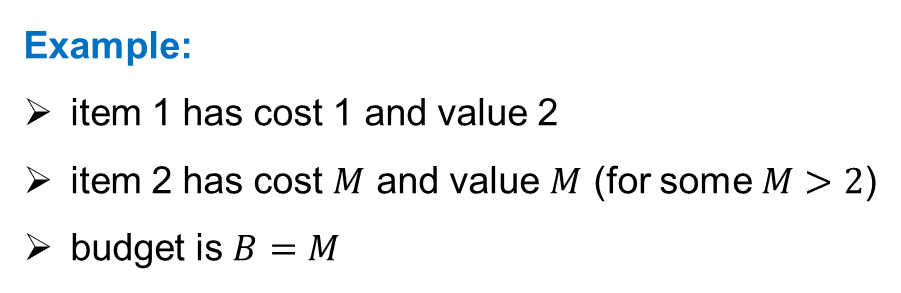 Example:
➢ item 1 has cost 1 and value 2
➢ item 2 has cost 𝑀 and value 𝑀 (for some 𝑀 > 2)
➢ budget is 𝐵 = 𝑀